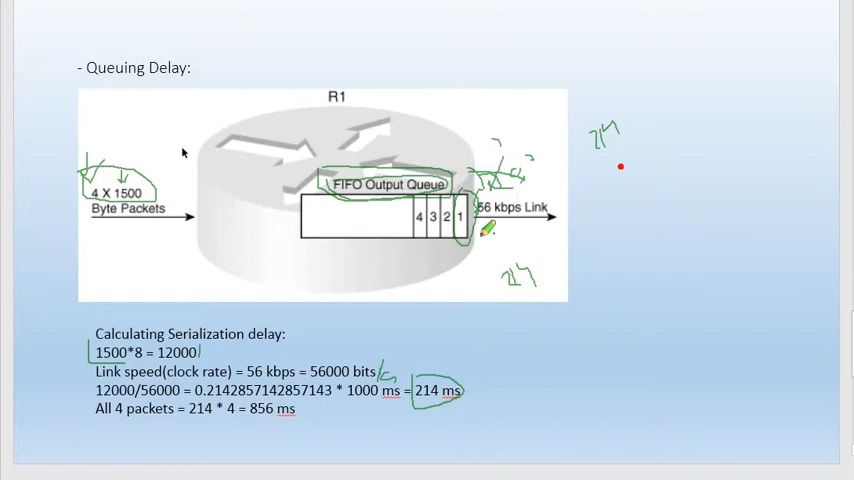 - Queuing Delay:
R1
4 X 1500
Byte Packets
FIFO Output Queue
4 3 2 1
56 kbps Link
214
214
Calculating Serialization delay:
1500*8 = 12000
Link speed(clock rate) = 56 kbps = 56000 bits/s
12000/56000 = 0.2142857142857143 * 1000 ms = 214 ms
All 4 packets = 214 * 4 = 856 ms